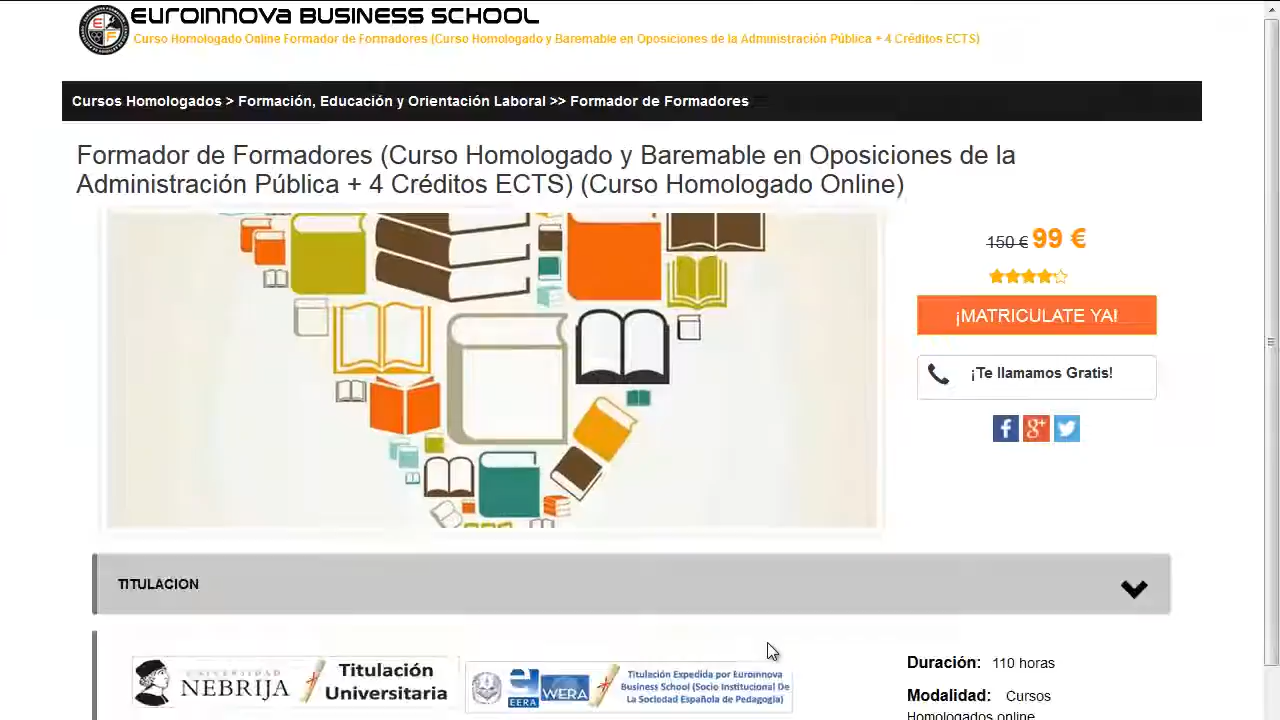 EUROINNOVA BUSINESS SCHOOL
Curso Homologado Online Formador de Formadores (Curso Homologado y Baremable en Oposiciones de la Administración Pública + 4 Créditos ECTS)
Cursos Homologados > Formación, Educación y Orientación Laboral >> Formador de Formadores
Formador de Formadores (Curso Homologado y Baremable en Oposiciones de la
Administración Pública + 4 Créditos ECTS) (Curso Homologado Online)
150 € 99 €
¡MATRICULATE YA!
¡Te llamamos Gratis!
TITULACION
UNIVERSIDAD
NEBRIJA
Titulación
Universitaria
EERA
WERA
Titulación Expedida por Euroinnova
Business School (Socio Institucional De
La Sociedad Española de Pedagogía)
Duración: 110 horas
Modalidad: Cursos
Homologados online